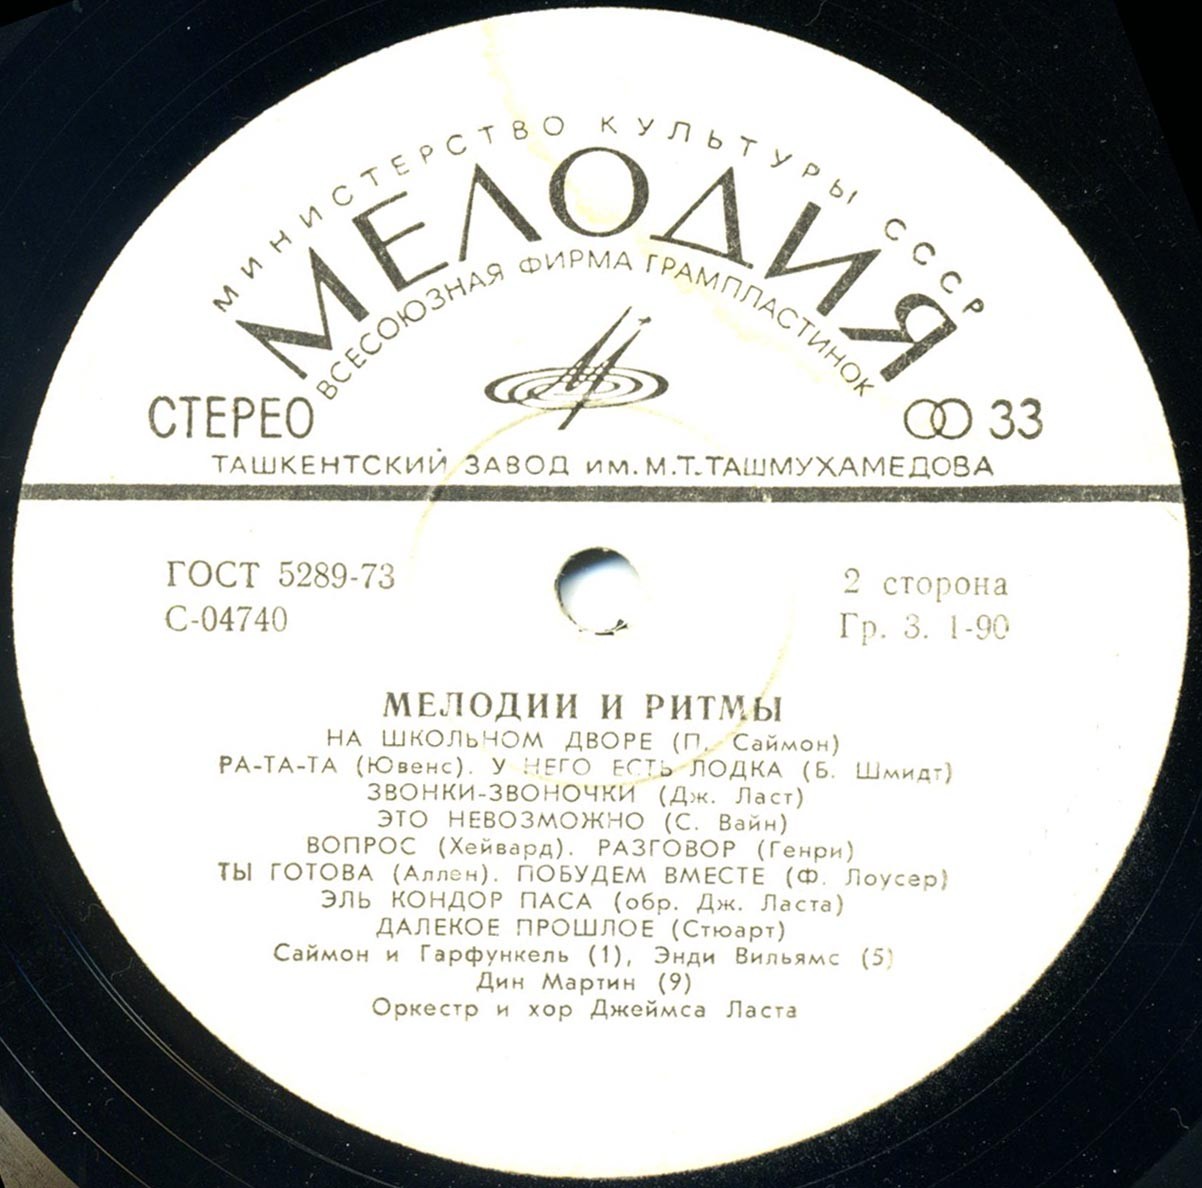 МИНИСТЕРСТВО КУЛЬТУРЫ СССР
МЕЛОДИЯ
ВСЕСОЮЗНАЯ ФИРМА ГРАМПЛАСТИНОК
СТЕРЕО
33
ТАШКЕНТСКИЙ ЗАВОД ИМ. М.Т. ТАШМУХАМЕДОВА
ГОСТ 5289-73
2 сторона
С-04740
Гр. 3. 1-90
МЕЛОДИИ И РИТМЫ
НА ШКОЛЬНОМ ДВОРЕ (П. Саймон)
РА-ТА-ТА (Ювенс). У НЕГО ЕСТЬ ЛОДКА (Б. Шмидт)
ЗВОНКИ-ЗВОНОЧКИ (Дж. Ласт)
ЭТО НЕВОЗМОЖНО (С. Вайн)
ВОПРОС (Хейвард). РАЗГОВОР (Генри)
ТЫ ГОТОВА (Аллен). ПОБУДЕМ ВМЕСТЕ (Ф. Лоусер)
ЭЛЬ КОНДОР ПАСА (обр. Дж. Ласта)
ДАЛЕКОЕ ПРОШЛОЕ (Стюарт)
Саймон и Гарфункель (1), Энди Вильямс (5)
Дин Мартин (9)
Оркестр и хор Джеймса Ласта